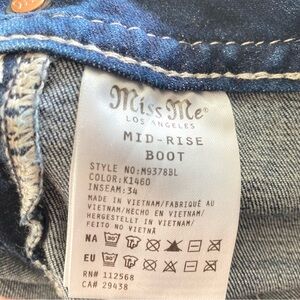 Miss Me®
LOS ANGELES
MID-RISE
BOOT
STYLE NO:M9378BL
COLOR:K1460
INSEAM:34
MADE IN VIETNAM/FABRIQUÉ AU
VIETNAM/HECHO EN VIETNAM/
HERGESTELLT IN VIETNAM/
FEITO NO VIETNÃ
NA
EU
RN# 112568
CA# 29438